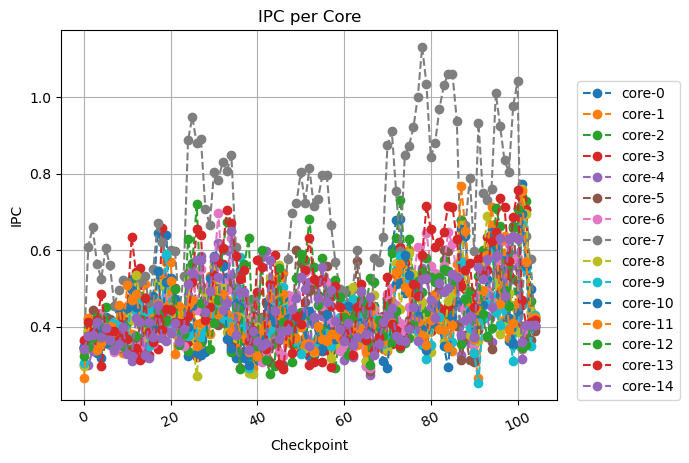 IPC per Core
IPC
1.0
0.8
0.6
0.4
0
20
40
60
80
100
Checkpoint
core-0
core-1
core-2
core-3
core-4
core-5
core-6
core-7
core-8
core-9
core-10
core-11
core-12
core-13
core-14